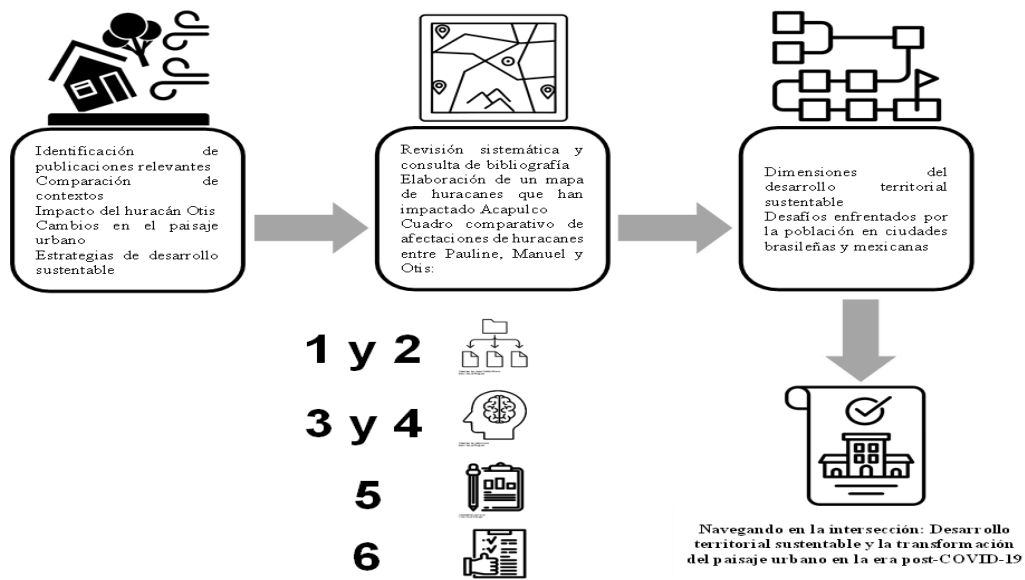 Identificación de
publicaciones relevantes
Comparación de
contextos
Impacto del huracán Otis
Cambios en el paisaje
urbano
Estrategias de desarrollo
sustentable
Revisión sistemática y
consulta de bibliografía
Elaboración de un mapa
de huracanes que han
impactado Acapulco
Cuadro comparativo de
afectaciones de huracanes
entre Pauline, Manuel y
Otis:
Dimensiones del
desarrollo territorial
sustentable
Desafíos enfrentados por
la población en ciudades
brasileñas y mexicanas
1 y 2
3 y 4
5
6
Navegando en la intersección: Desarrollo
territorial sustentable y la transformación
del paisaje urbano en la era post-COVID-19